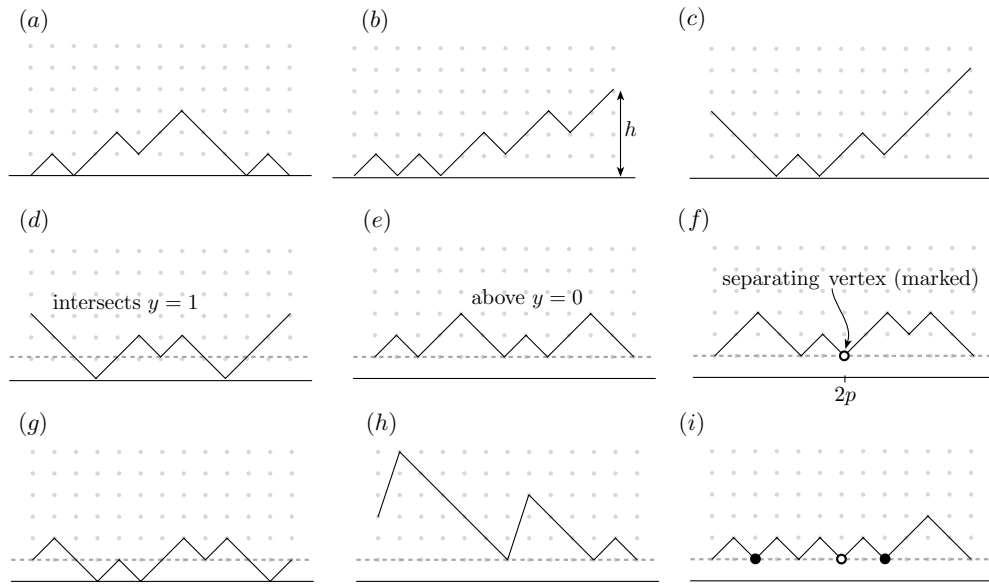 (a)
(b)
(c)
h
(d)
(e)
(f)
intersects y = 1
above y = 0
separating vertex (marked)
2p
(g)
(h)
(i)